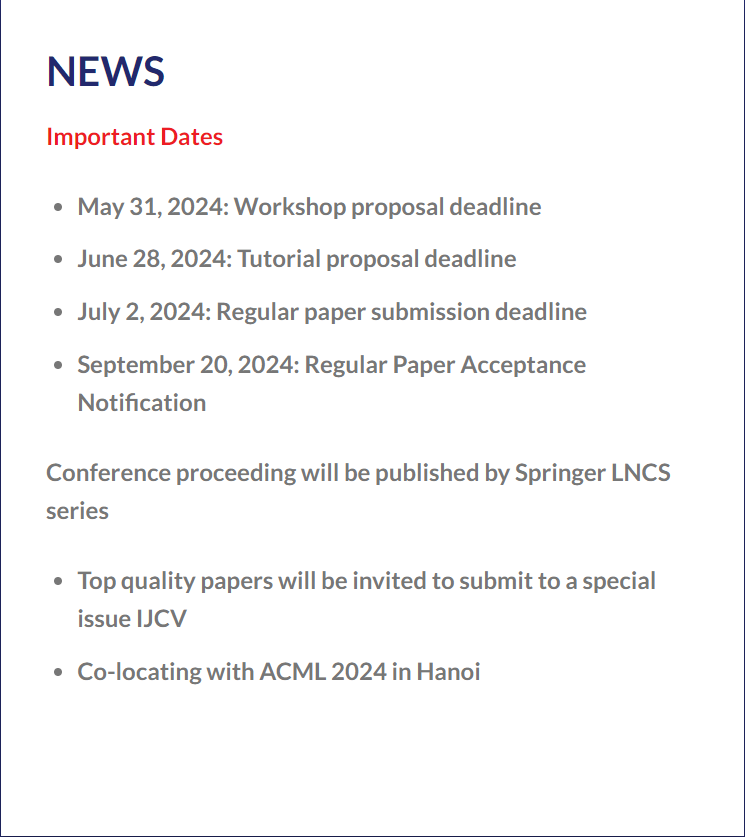 NEWS
Important Dates
• May 31, 2024: Workshop proposal deadline
• June 28, 2024: Tutorial proposal deadline
• July 2, 2024: Regular paper submission deadline
• September 20, 2024: Regular Paper Acceptance
Notification
Conference proceeding will be published by Springer LNCS
series
• Top quality papers will be invited to submit to a special
issue IJCV
• Co-locating with ACML 2024 in Hanoi